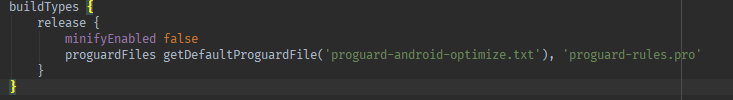 buildTypes {
    release {
        minifyEnabled false
        proguardFiles getDefaultProguardFile('proguard-android-optimize.txt'), 'proguard-rules.pro'
    }
}